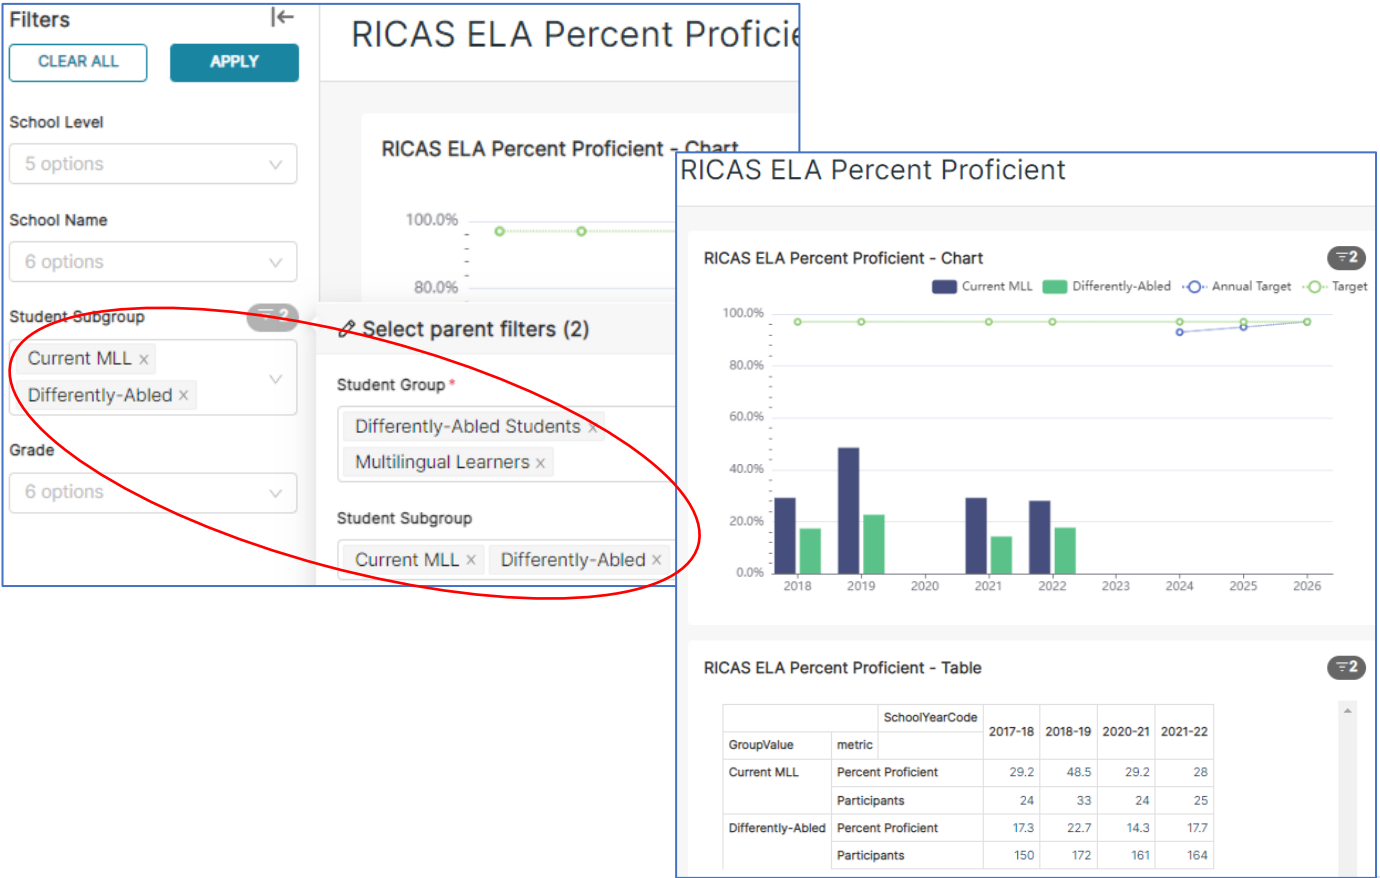 Filters
CLEAR ALL
APPLY
School Level
5 options
School Name
6 options
Student Subgroup
Current MLL ×
Differently-Abled ×
Grade
6 options
RICAS ELA Percent Proficie
RICAS ELA Percent Proficient - Chart
100.0%
80.0%
Select parent filters (2)
Student Group *
Differently-Abled Students ×
Multilingual Learners ×
Student Subgroup
Current MLL × Differently-Abled ×
RICAS ELA Percent Proficient
RICAS ELA Percent Proficient - Chart
2
Current MLL Differently-Abled Annual Target Target
100.0%
80.0%
60.0%
40.0%
20.0%
0.0%
2018 2019 2020 2021 2022 2023 2024 2025 2026
RICAS ELA Percent Proficient - Table
2
SchoolYearCode 2017-18 2018-19 2020-21 2021-22
GroupValue metric
Current MLL Percent Proficient 29.2 48.5 29.2 28
Participants 24 33 24 25
Differently-Abled Percent Proficient 17.3 22.7 14.3 17.7
Participants 150 172 161 164